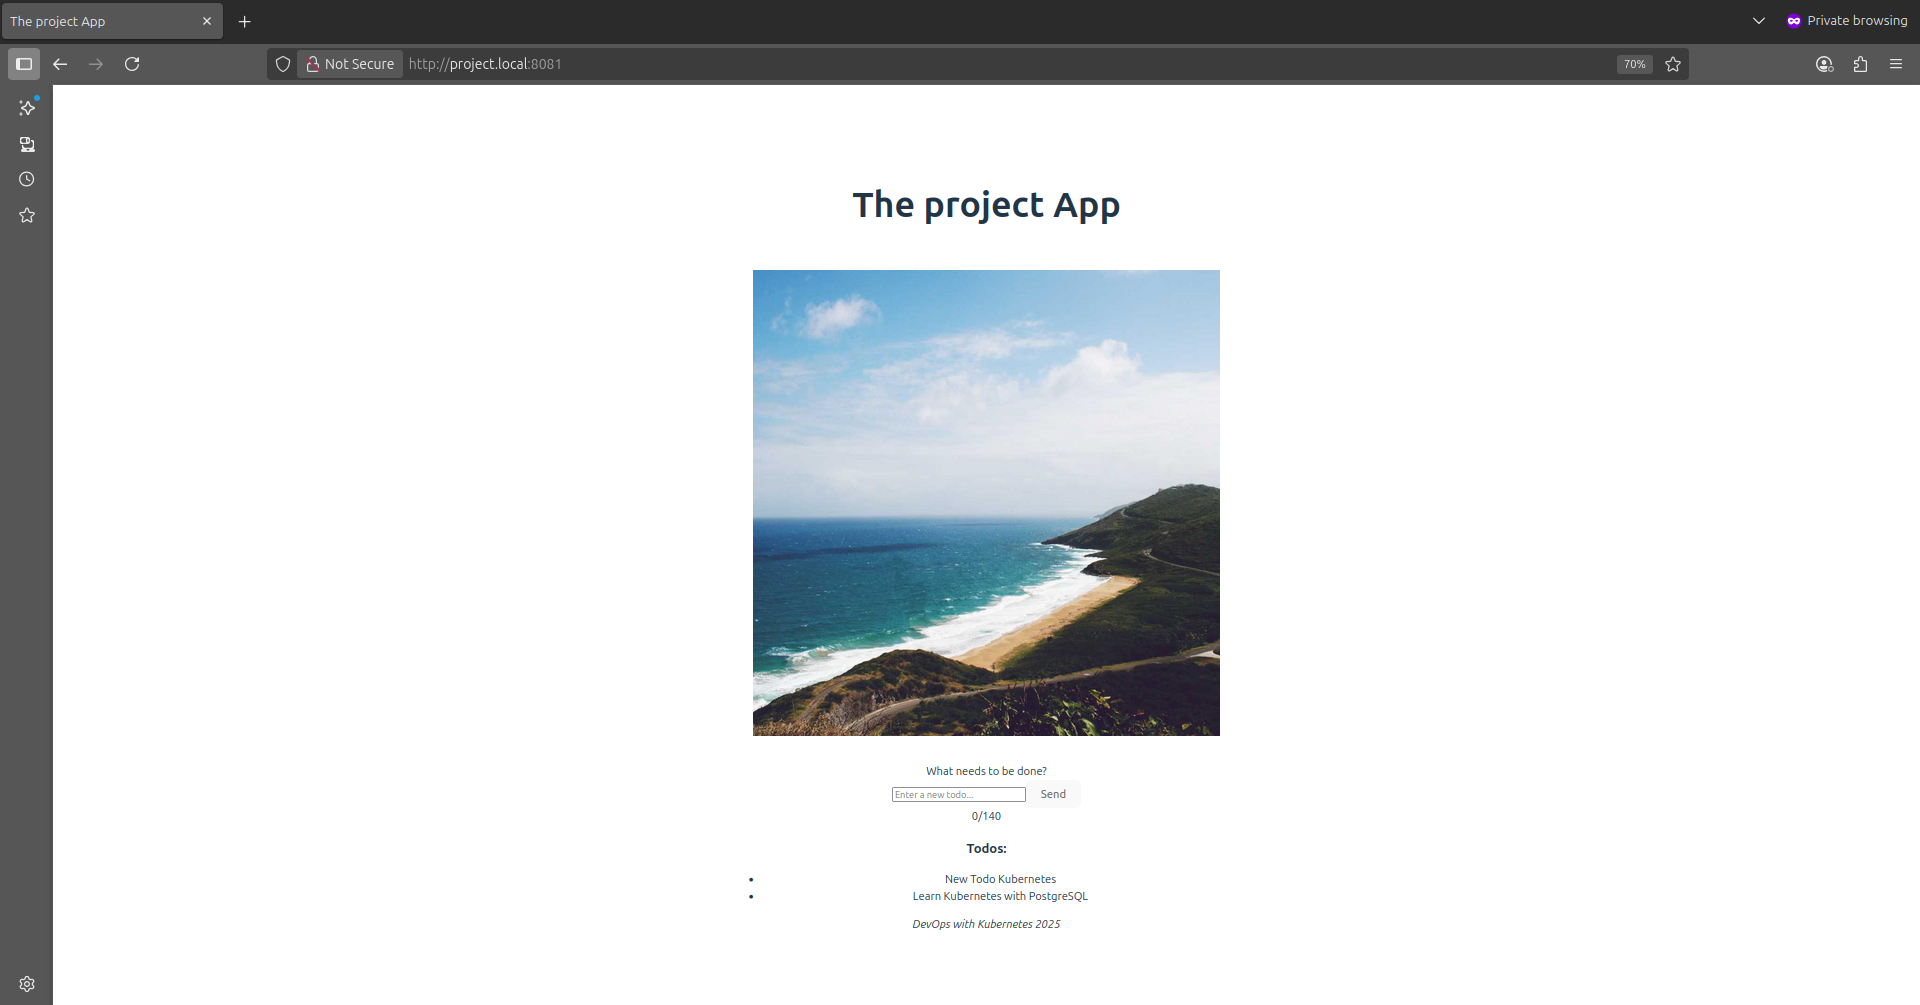 The project App
Private browsing
Not Secure
http://project.local:8081
70%
The project App
What needs to be done?
Enter a new todo...
Send
0/140
Todos:
New Todo Kubernetes
Learn Kubernetes with PostgreSQL
DevOps with Kubernetes 2025